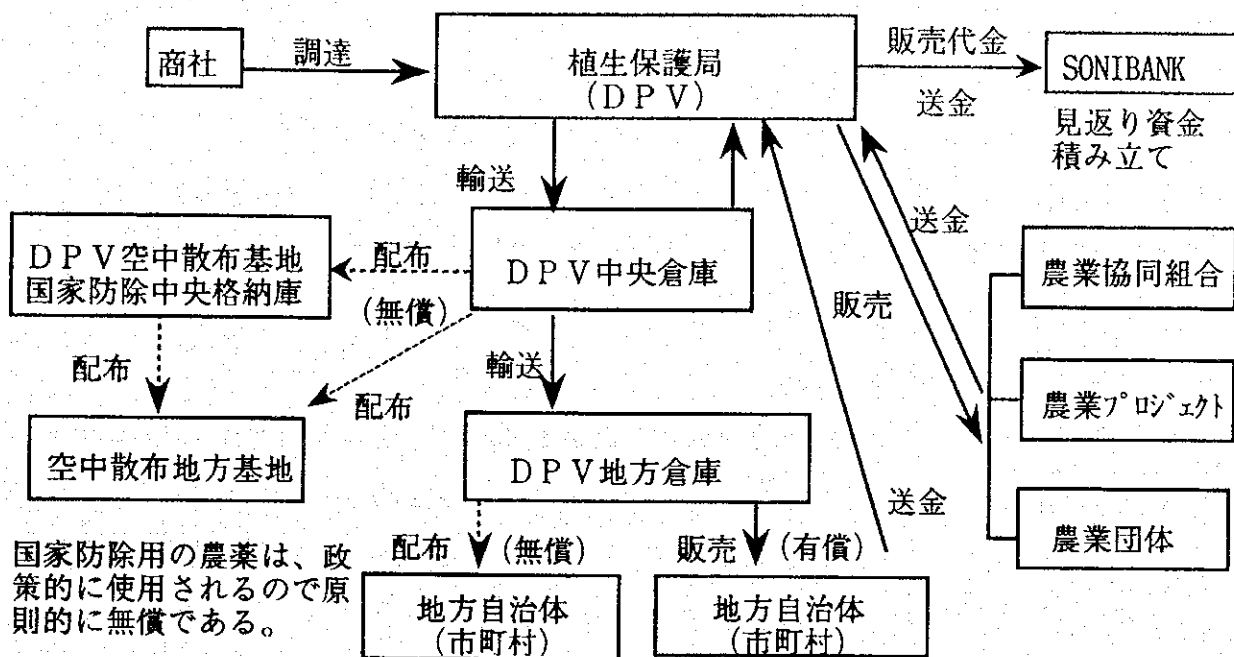 商社
調達
植生保護局
(DPV)
販売代金
送金
SONIBANK
見返り資金
積み立て
輸送
送金
DPV空中散布基地
国家防除中央格納庫
配布
(無償)
DPV中央倉庫
販売
農業協同組合
配布
配布
輸送
農業プロジェクト
空中散布地方基地
DPV地方倉庫
送金
農業団体
国家防除用の農薬は、政
策的に使用されるので原
則的に無償である。
配布
(無償)
販売
(有償)
地方自治体
(市町村)
地方自治体
(市町村)